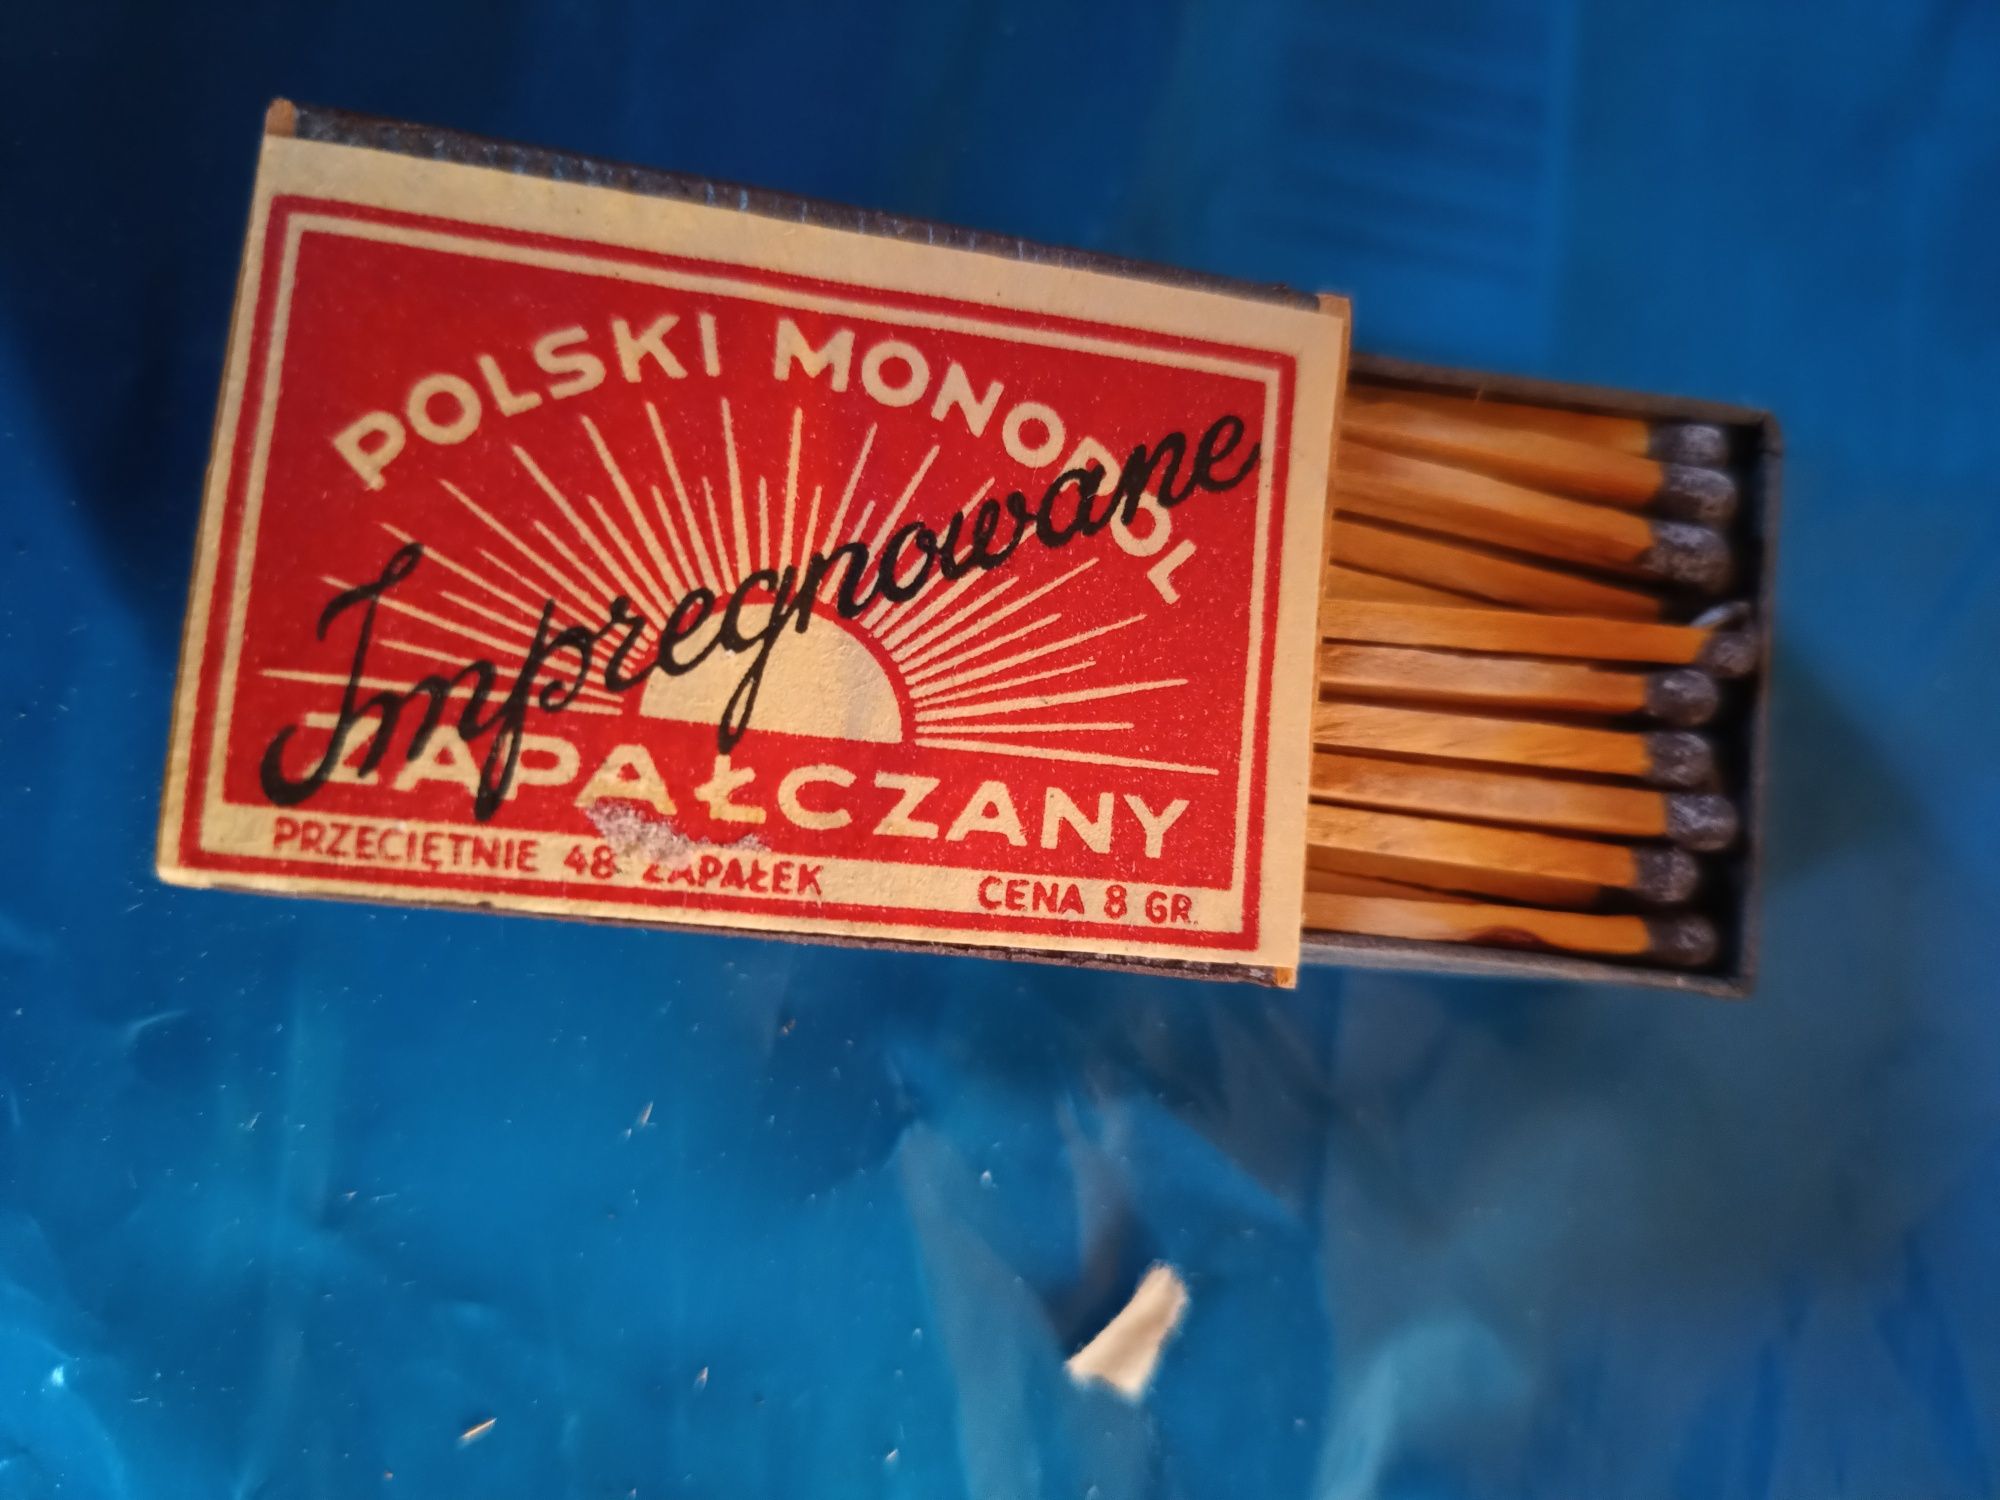 POLSKI MONOPOL
Impregnowane
ZAPAŁCZANY
PRZECIĘTNIE 48 ZAPAŁEK CENA 8 GR.